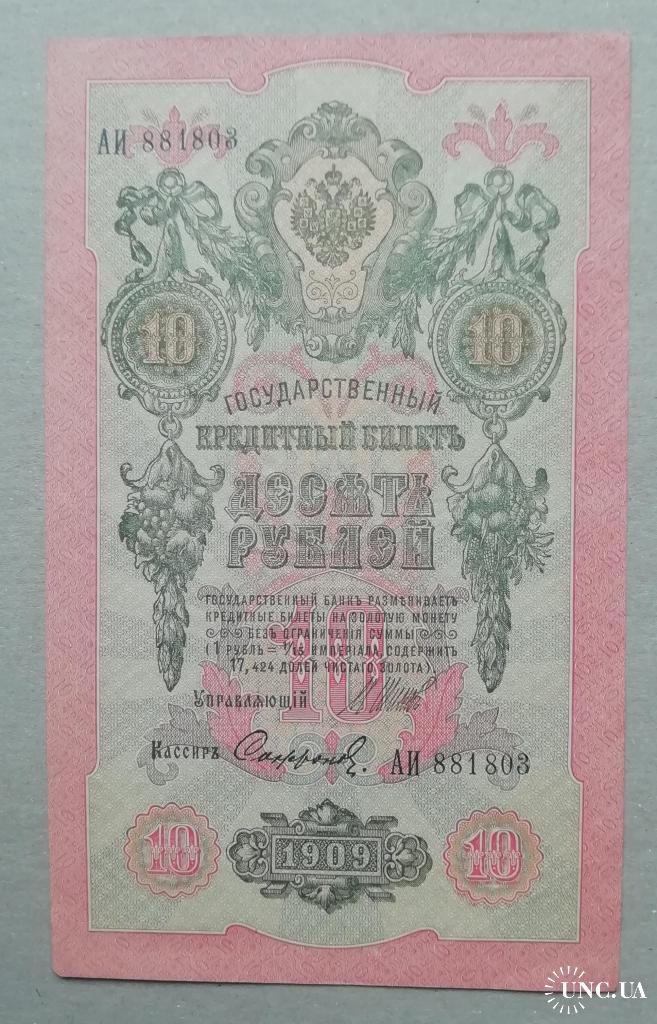 АИ 881803
10 10
ГОСУДАРСТВЕННЫЙ
КРЕДИТНЫЙ БИЛЕТЪ
ДЕСЯТЬ
РУБЛЕЙ
ГОСУДАРСТВЕННЫЙ БАНКЪ РАЗМѢНИВАЕТЪ
КРЕДИТНЫЕ БИЛЕТЫ НА ЗОЛОТУЮ МОНЕТУ
БЕЗЪ ОГРАНИЧЕНІЯ СУММЫ
(1 РУБЛЬ = 1/15 ИМПЕРІАЛА, СОДЕРЖИТЪ
17,424 ДОЛЕЙ ЧИСТАГО ЗОЛОТА).
10
УПРАВЛЯЮЩІЙ
Кассиръ Софронов. АИ 881803
10 1909 10
UNC.UA